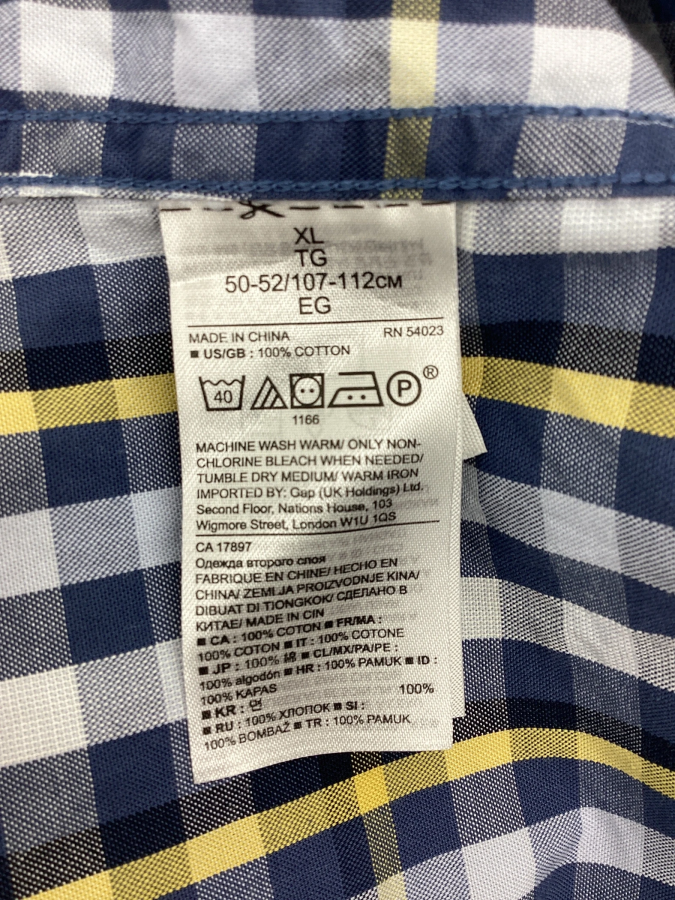 XL
TG
50-52/107-112CM
EG
MADE IN CHINA RN 54023
■ US/GB : 100% COTTON
40 P®
1166
MACHINE WASH WARM/ ONLY NON-
CHLORINE BLEACH WHEN NEEDED/
TUMBLE DRY MEDIUM/ WARM IRON
IMPORTED BY: Gap (UK Holdings) Ltd.
Second Floor, Nations House, 103
Wigmore Street, London W1U 1QS
CA 17897
Одежда второго слоя
FABRIQUE EN CHINE/ HECHO EN
CHINA/ ZEMLJA PROIZVODNJE KINA/
DIBUAT DI TIONGKOK/ СДЕЛАНО В
КИТАЕ/ MADE IN CIN
■ CA : 100% COTON ■ FR/MA :
100% COTON ■ IT : 100% COTONE
■ JP : 100% 綿 ■ CL/MX/PA/PE :
100% algodón ■ HR : 100% PAMUK ■ ID :
100% KAPAS
■ KR : 면 100%
■ RU : 100% ХЛОПОК ■ SI :
100% BOMBAŽ ■ TR : 100% PAMUK